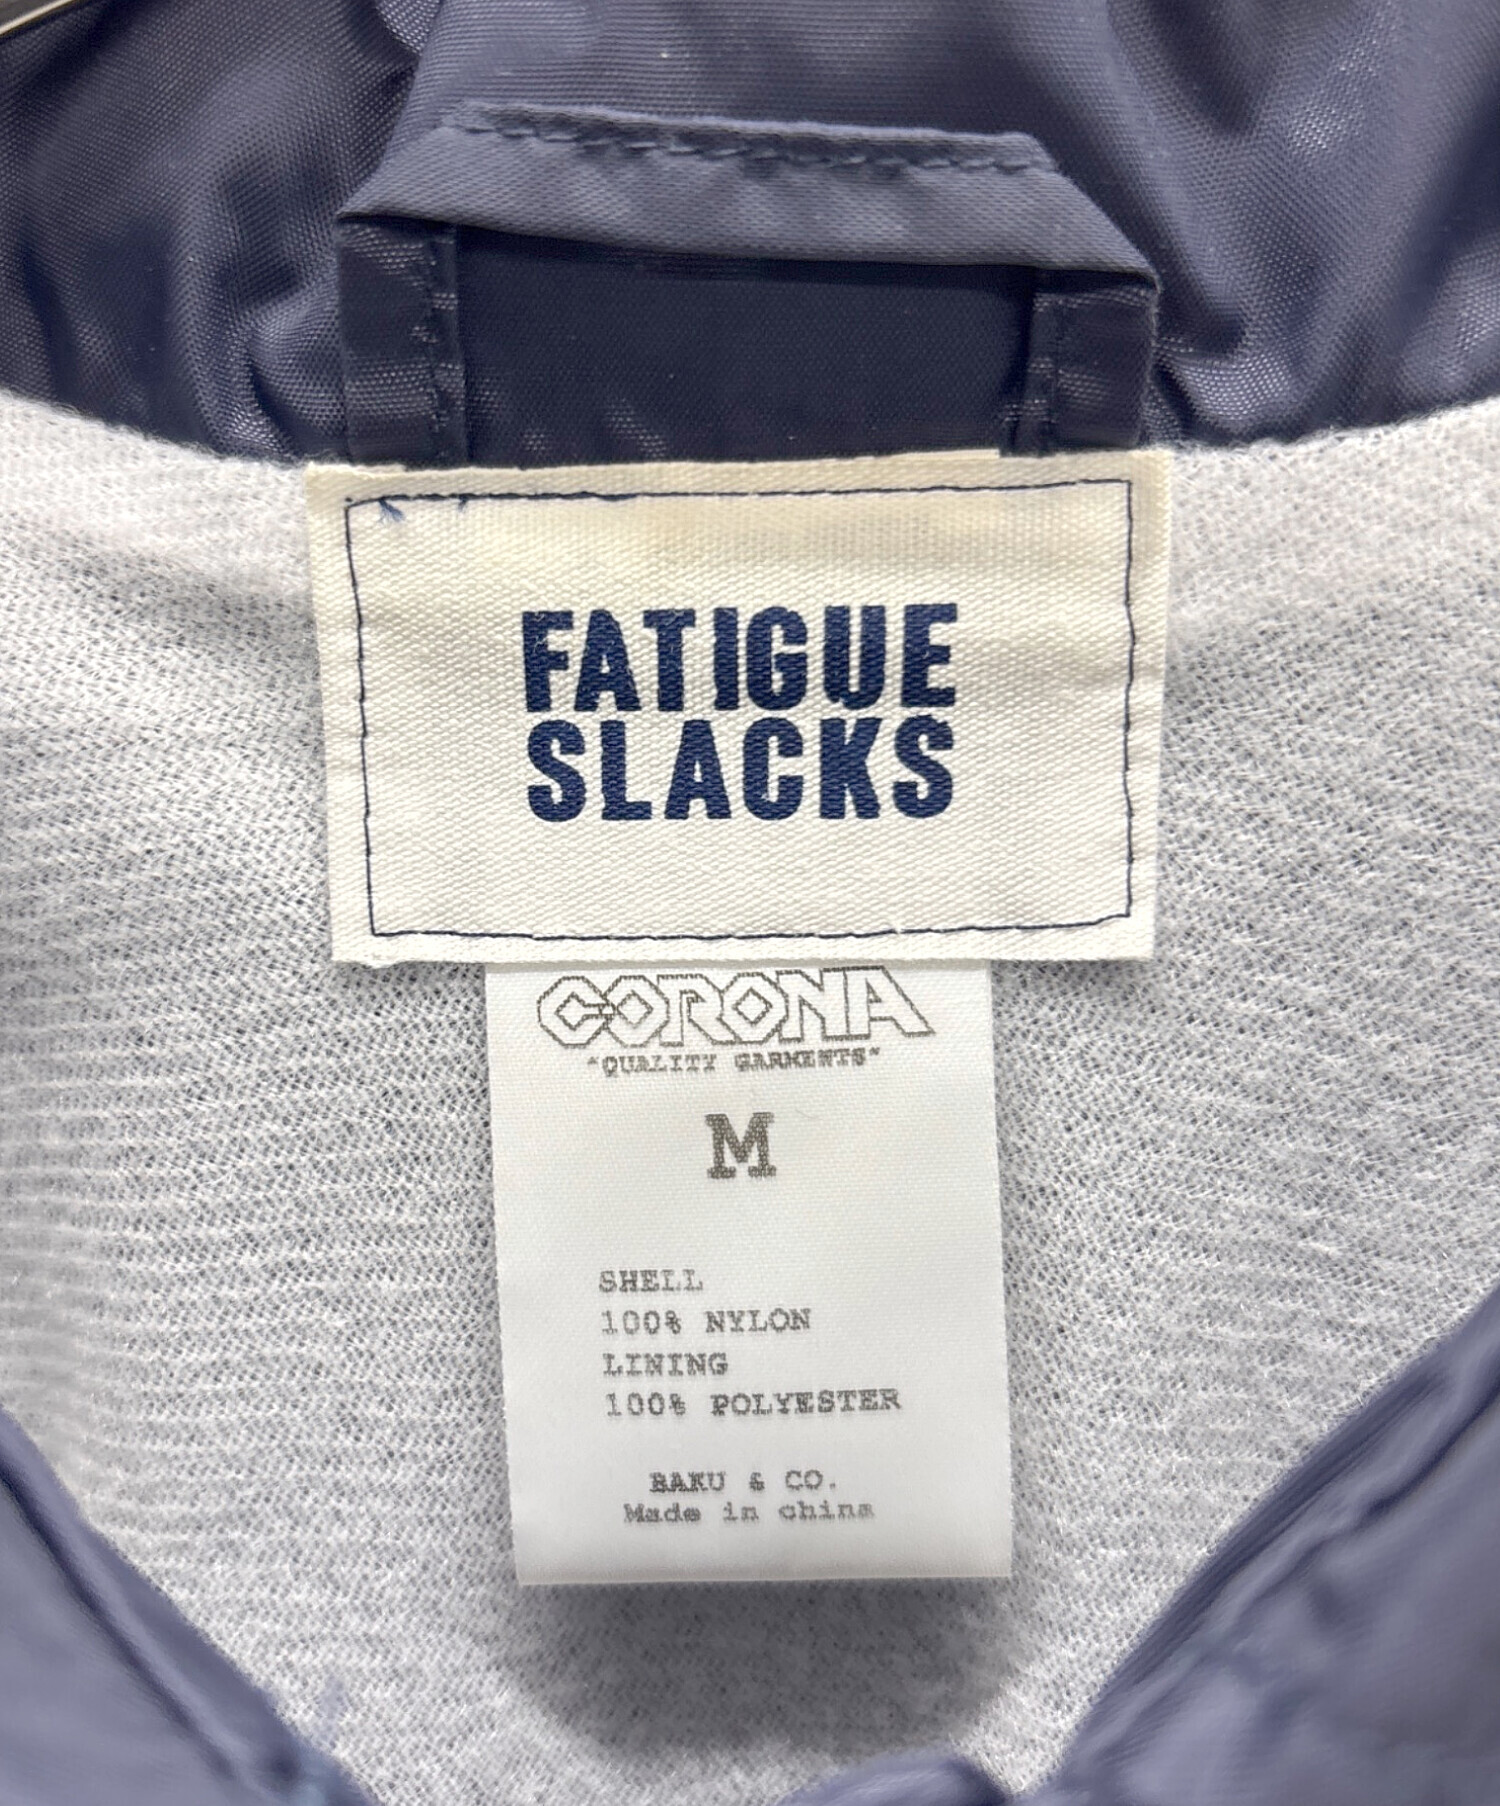 FATIGUE
SLACKS
CORONA
"QUALITY GARMENTS"
M
SHELL
100% NYLON
LINING
100% POLYESTER
BAKU & CO.
Made in china